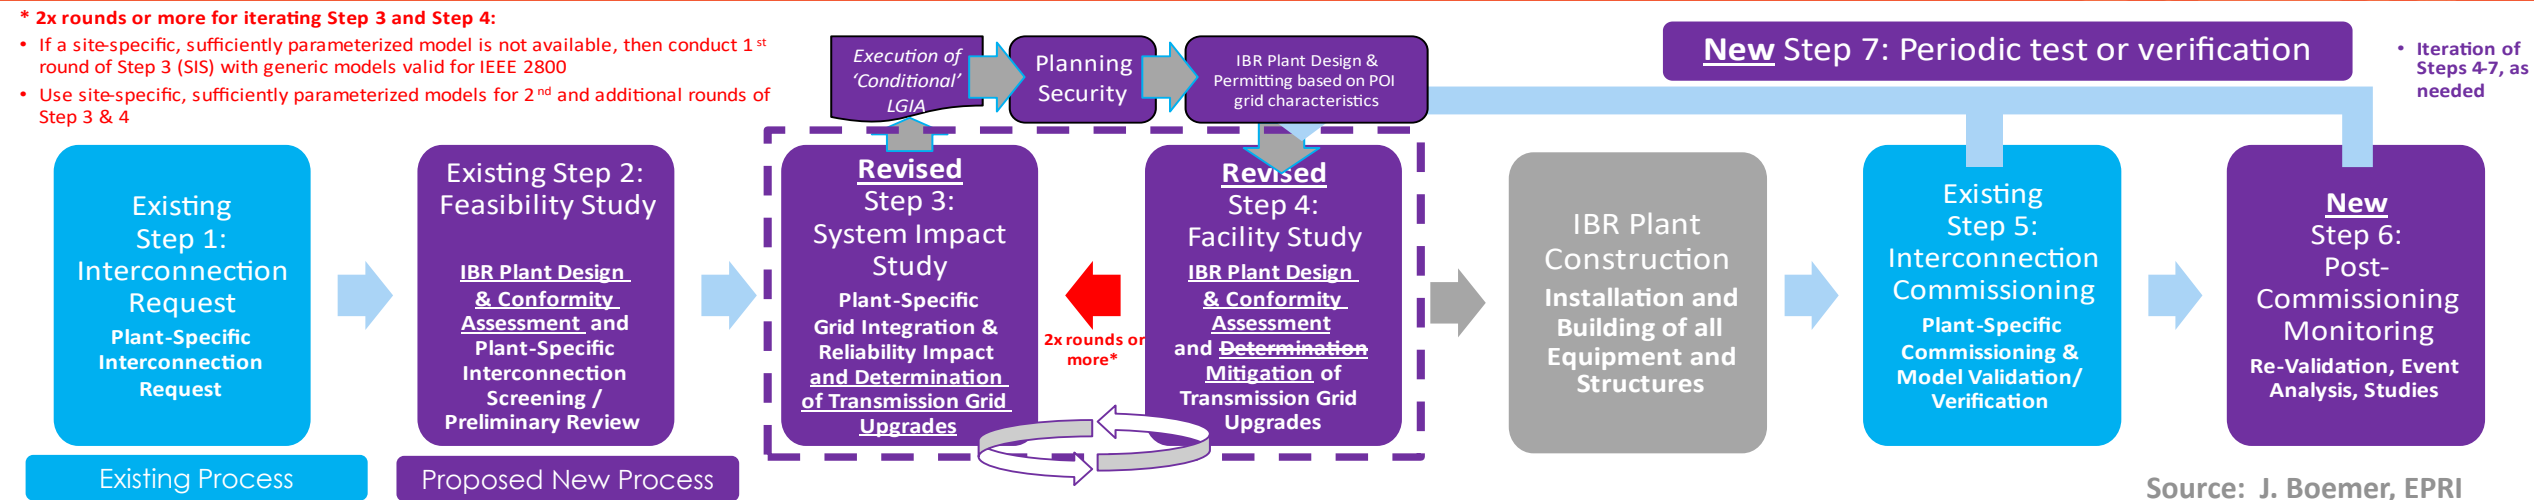 * 2x rounds or more for iterating Step 3 and Step 4:
• If a site-specific, sufficiently parameterized model is not available, then conduct 1st
round of Step 3 (SIS) with generic models valid for IEEE 2800
• Use site-specific, sufficiently parameterized models for 2nd and additional rounds of
Step 3 & 4
Execution of
'Conditional'
LGIA
Planning
Security
IBR Plant Design &
Permitting based on POI
grid characteristics
New Step 7: Periodic test or verification
• Iteration of
Steps 4-7, as
needed
Existing
Step 1:
Interconnection
Request
Plant-Specific
Interconnection
Request
Existing Step 2:
Feasibility Study
IBR Plant Design
& Conformity
Assessment and
Plant-Specific
Interconnection
Screening /
Preliminary Review
Revised
Step 3:
System Impact
Study
Plant-Specific
Grid Integration &
Reliability Impact
and Determination
of Transmission Grid
Upgrades
2x rounds or
more*
Revised
Step 4:
Facility Study
IBR Plant Design
& Conformity
Assessment
and Determination
Mitigation of
Transmission Grid
Upgrades
IBR Plant
Construction
Installation and
Building of all
Equipment and
Structures
Existing
Step 5:
Interconnection
Commissioning
Plant-Specific
Commissioning &
Model Validation/
Verification
New
Step 6:
Post-
Commissioning
Monitoring
Re-Validation, Event
Analysis, Studies
Existing Process
Proposed New Process
Source: J. Boemer, EPRI